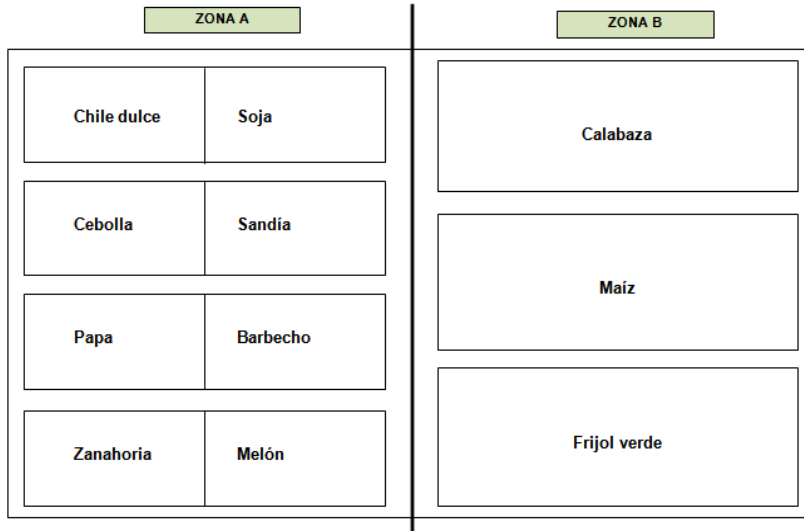 ZONA A
ZONA B
Chile dulce
Soja
Cebolla
Sandía
Papa
Barbecho
Zanahoria
Melón
Calabaza
Maíz
Frijol verde